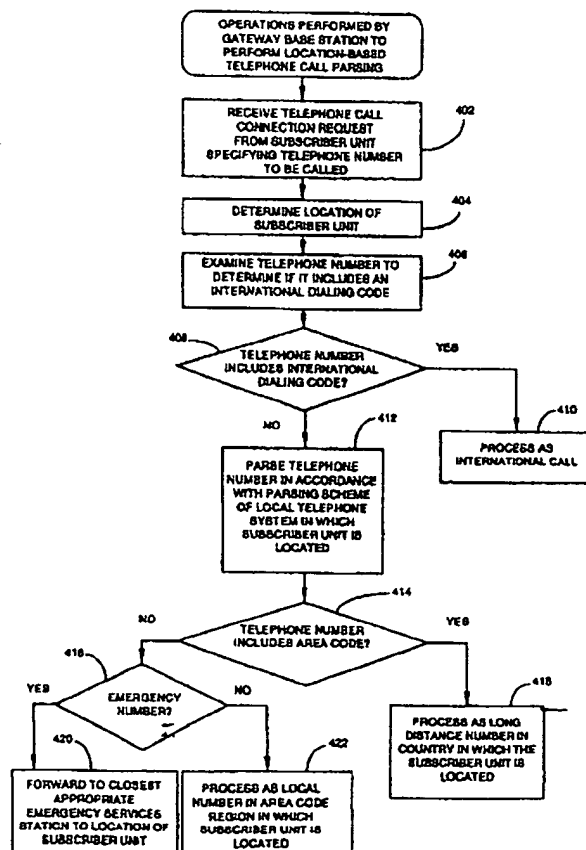 OPERATIONS PERFORMED BY
GATEWAY BASE STATION TO
PERFORM LOCATION-BASED
TELEPHONE CALL PARSING
RECEIVE TELEPHONE CALL
CONNECTION REQUEST
FROM SUBSCRIBER UNIT
SPECIFYING TELEPHONE NUMBER
TO BE CALLED
402
DETERMINE LOCATION OF
SUBSCRIBER UNIT
404
EXAMINE TELEPHONE NUMBER TO
DETERMINE IF IT INCLUDES AN
INTERNATIONAL DIALING CODE
406
408
TELEPHONE NUMBER
INCLUDES INTERNATIONAL
DIALING CODE?
YES
NO
410
PROCESS AS
INTERNATIONAL CALL
412
PARSE TELEPHONE
NUMBER IN ACCORDANCE
WITH PARSING SCHEME
OF LOCAL TELEPHONE
SYSTEM IN WHICH
SUBSCRIBER UNIT IS
LOCATED
414
TELEPHONE NUMBER
INCLUDES AREA CODE?
NO
YES
416
EMERGENCY
NUMBER?
YES
NO
418
PROCESS AS LONG
DISTANCE NUMBER IN
COUNTRY IN WHICH THE
SUBSCRIBER UNIT IS
LOCATED
420
FORWARD TO CLOSEST
APPROPRIATE
EMERGENCY SERVICES
STATION TO LOCATION OF
SUBSCRIBER UNIT
422
PROCESS AS LOCAL
NUMBER IN AREA CODE
REGION IN WHICH
SUBSCRIBER UNIT IS
LOCATED